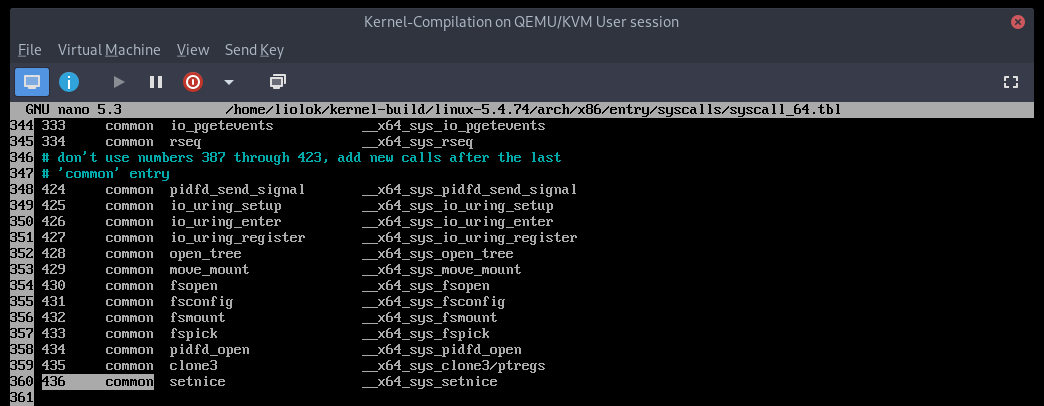 Kernel-Compilation on QEMU/KVM User session
File Virtual Machine View Send Key
GNU nano 5.3 /home/liolok/kernel-build/linux-5.4.74/arch/x86/entry/syscalls/syscall_64.tbl
344 333 common io_pgetevents __x64_sys_io_pgetevents
345 334 common rseq __x64_sys_rseq
346 # don't use numbers 387 through 423, add new calls after the last
347 # 'common' entry
348 424 common pidfd_send_signal __x64_sys_pidfd_send_signal
349 425 common io_uring_setup __x64_sys_io_uring_setup
350 426 common io_uring_enter __x64_sys_io_uring_enter
351 427 common io_uring_register __x64_sys_io_uring_register
352 428 common open_tree __x64_sys_open_tree
353 429 common move_mount __x64_sys_move_mount
354 430 common fsopen __x64_sys_fsopen
355 431 common fsconfig __x64_sys_fsconfig
356 432 common fsmount __x64_sys_fsmount
357 433 common fspick __x64_sys_fspick
358 434 common pidfd_open __x64_sys_pidfd_open
359 435 common clone3 __x64_sys_clone3/ptregs
360 436 common setnice __x64_sys_setnice
361